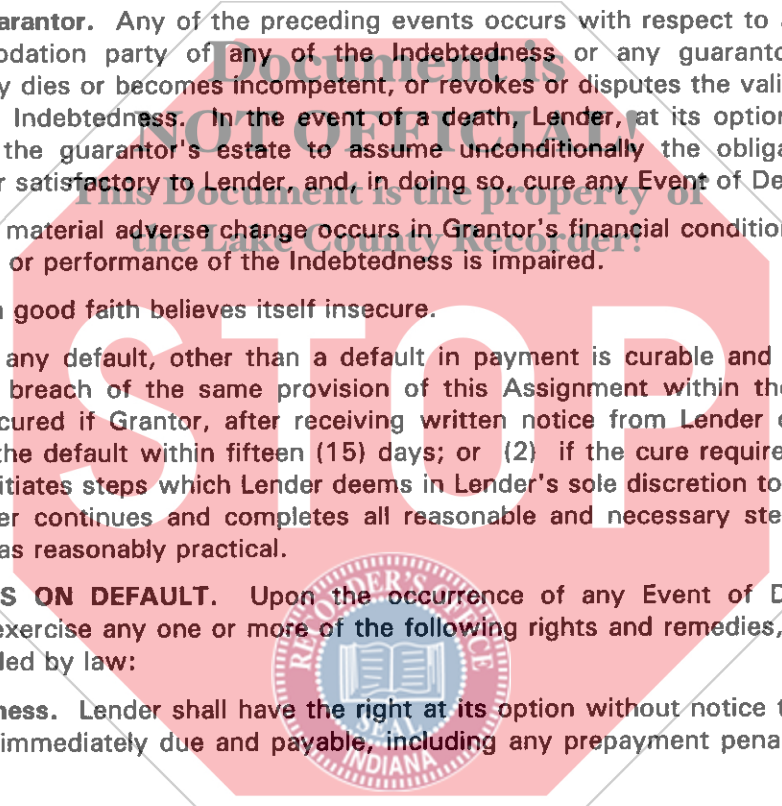 arantor. Any of the preceding events occurs with respect to a
odation party of any of the Indebtedness or any guaranto
y dies or becomes incompetent, or revokes or disputes the vali
Indebtedness. In the event of a death, Lender, at its option
the guarantor's estate to assume unconditionally the obliga
r satisfactory to Lender, and, in doing so, cure any Event of De
material adverse change occurs in Grantor's financial condition
or performance of the Indebtedness is impaired.
n good faith believes itself insecure.
any default, other than a default in payment is curable and
breach of the same provision of this Assignment within the
cured if Grantor, after receiving written notice from Lender
the default within fifteen (15) days; or (2) if the cure require
itiates steps which Lender deems in Lender's sole discretion to
er continues and completes all reasonable and necessary ste
as reasonably practical.
S ON DEFAULT. Upon the occurrence of any Event of D
exercise any one or more of the following rights and remedies,
ded by law:
ness. Lender shall have the right at its option without notice t
immediately due and payable, including any prepayment pena
Document is
NOT OFFICIAL!
This Document is the property of
the Lake County Recorder!
STOP
RECORDER'S OFFICE
SEAL
INDIANA